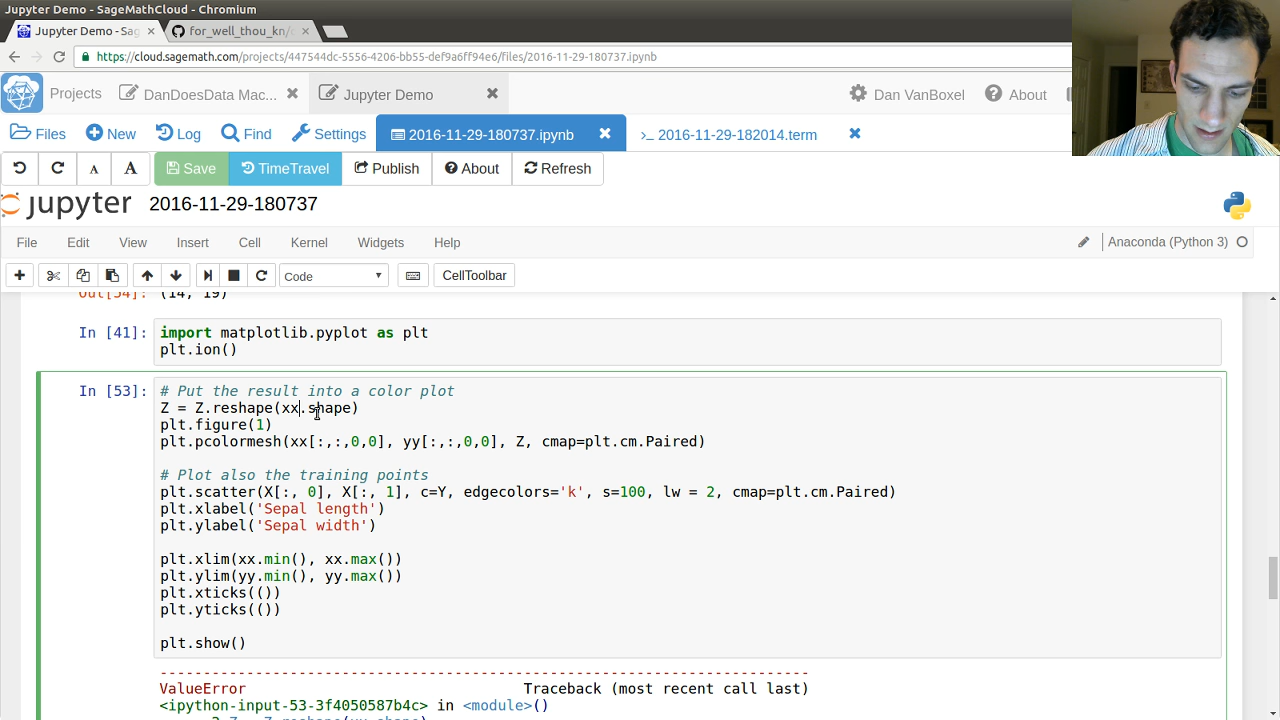 Jupyter Demo - SageMathCloud - Chromium
Jupyter Demo - Sag × for_well_thou_kn/ ×
https://cloud.sagemath.com/projects/447544dc-5556-4206-bb55-def9a6ff94e6/files/2016-11-29-180737.ipynb
Projects DanDoesData Mac... Jupyter Demo Dan VanBoxel About
Files New Log Find Settings 2016-11-29-180737.ipynb >_ 2016-11-29-182014.term
A A Save TimeTravel Publish About Refresh
jupyter 2016-11-29-180737
File Edit View Insert Cell Kernel Widgets Help Anaconda (Python 3)
Code CellToolbar
Out[54]: (14, 19)
In [41]: import matplotlib.pyplot as plt
plt.ion()
In [53]: # Put the result into a color plot
Z = Z.reshape(xx.shape)
plt.figure(1)
plt.pcolormesh(xx[:,:,0,0], yy[:,:,0,0], Z, cmap=plt.cm.Paired)
# Plot also the training points
plt.scatter(X[:, 0], X[:, 1], c=Y, edgecolors='k', s=100, lw = 2, cmap=plt.cm.Paired)
plt.xlabel('Sepal length')
plt.ylabel('Sepal width')
plt.xlim(xx.min(), xx.max())
plt.ylim(yy.min(), yy.max())
plt.xticks(())
plt.yticks(())
plt.show()
---------------------------------------------------------------------------
ValueError Traceback (most recent call last)
<ipython-input-53-3f4050587b4c> in <module>()
2 Z = Z.reshape(xx.shape)